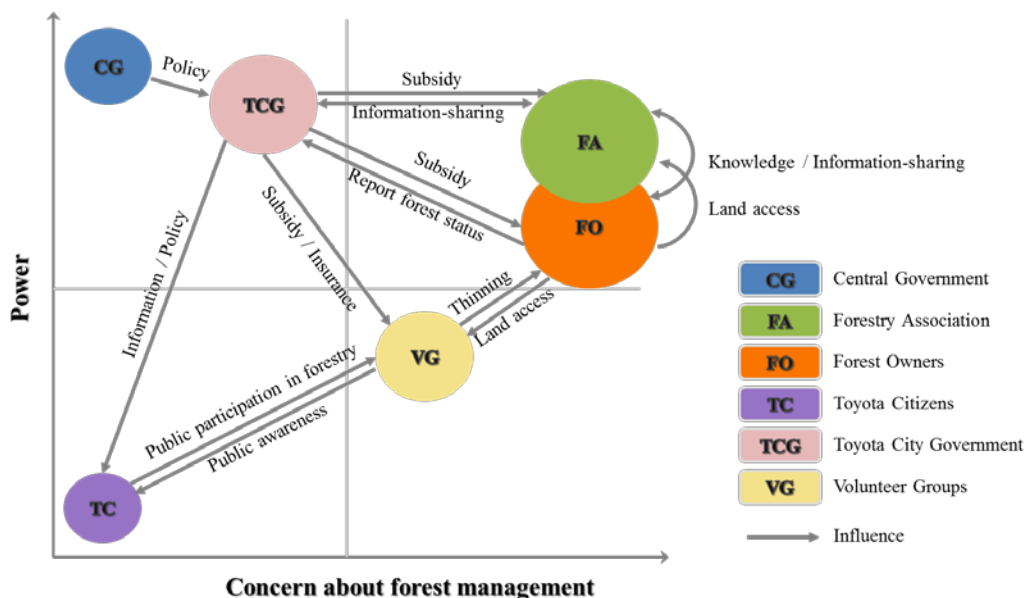 CG
Policy
TCG
Subsidy
Information-sharing
FA
Knowledge / Information-sharing
Land access
Subsidy
Report forest status
FO
Subsidy / Insurance
Information / Policy
Thinning
Land access
VG
Public participation in forestry
Public awareness
TC
Power
Concern about forest management
CG Central Government
FA Forestry Association
FO Forest Owners
TC Toyota Citizens
TCG Toyota City Government
VG Volunteer Groups
Influence